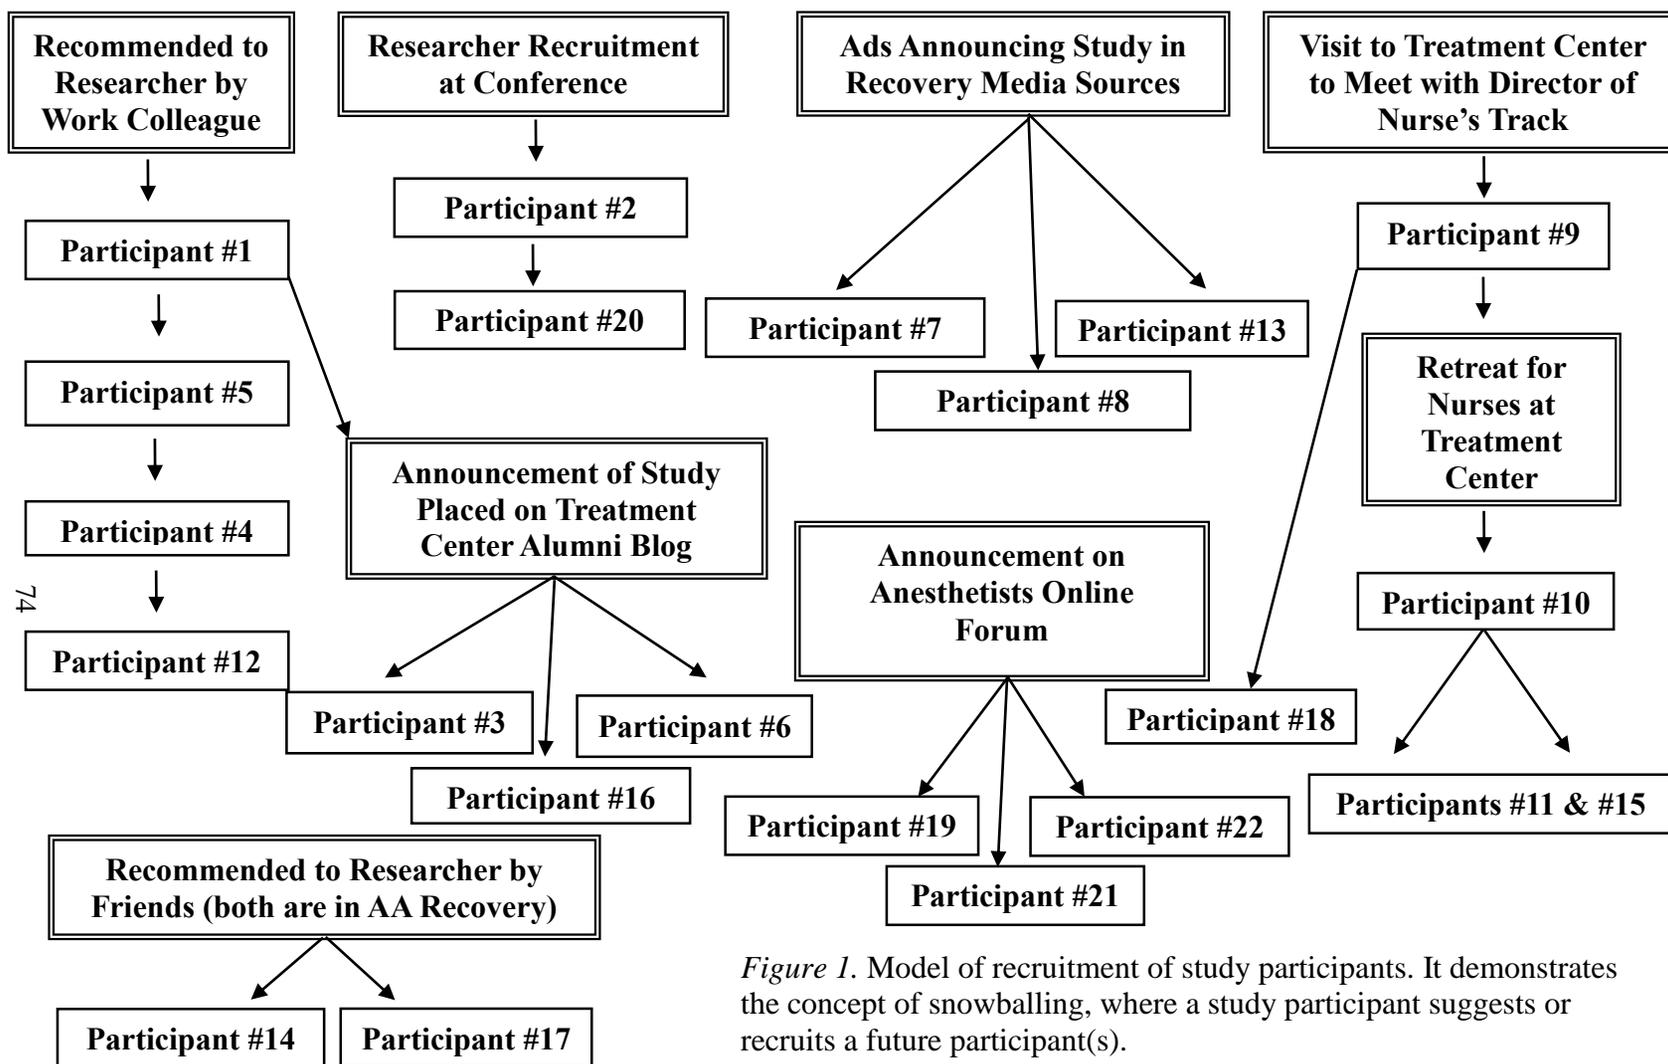 Recommended to
Researcher by
Work Colleague
Researcher Recruitment
at Conference
Ads Announcing Study in
Recovery Media Sources
Visit to Treatment Center
to Meet with Director of
Nurse's Track
Participant #1
Participant #2
Participant #9
Participant #20
Participant #7
Participant #13
Participant #8
Participant #5
Retreat for
Nurses at
Treatment
Center
Announcement of Study
Placed on Treatment
Center Alumni Blog
Participant #4
Announcement on
Anesthetists Online
Forum
74
Participant #10
Participant #12
Participant #3
Participant #6
Participant #18
Participant #16
Participant #19
Participant #22
Participants #11 & #15
Participant #21
Recommended to Researcher by
Friends (both are in AA Recovery)
Participant #14
Participant #17
Figure 1. Model of recruitment of study participants. It demonstrates
the concept of snowballing, where a study participant suggests or
recruits a future participant(s).